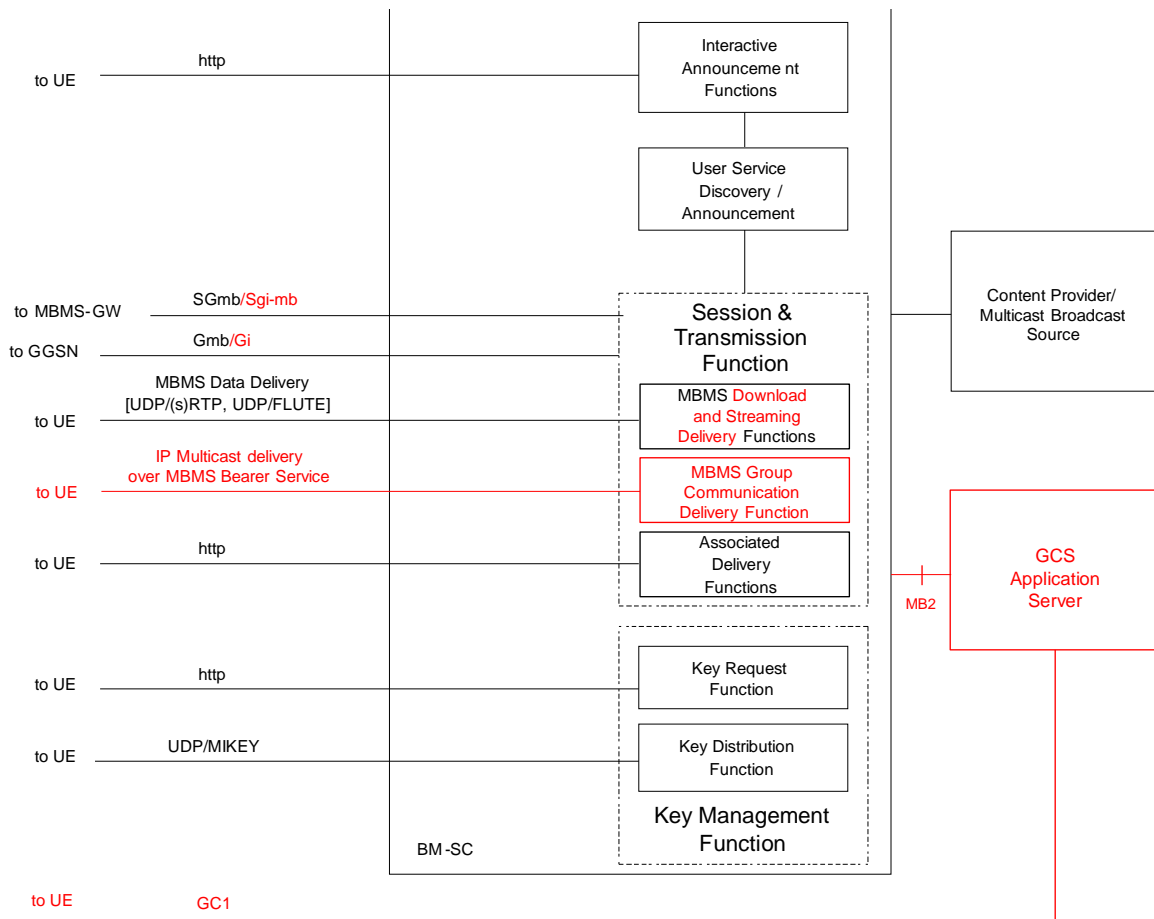 Interactive
Announceme nt
Functions
http
to UE
User Service
Discovery /
Announcement
SGmb/Sgi-mb
to MBMS-GW
Gmb/Gi
to GGSN
Session &
Transmission
Function
Content Provider/
Multicast Broadcast
Source
MBMS Data Delivery
[UDP/(s)RTP, UDP/FLUTE]
to UE
MBMS Download
and Streaming
Delivery Functions
IP Multicast delivery
over MBMS Bearer Service
to UE
MBMS Group
Communication
Delivery Function
http
to UE
Associated
Delivery
Functions
MB2
GCS
Application
Server
http
to UE
Key Request
Function
UDP/MIKEY
to UE
Key Distribution
Function
Key Management
Function
BM-SC
to UE
GC1